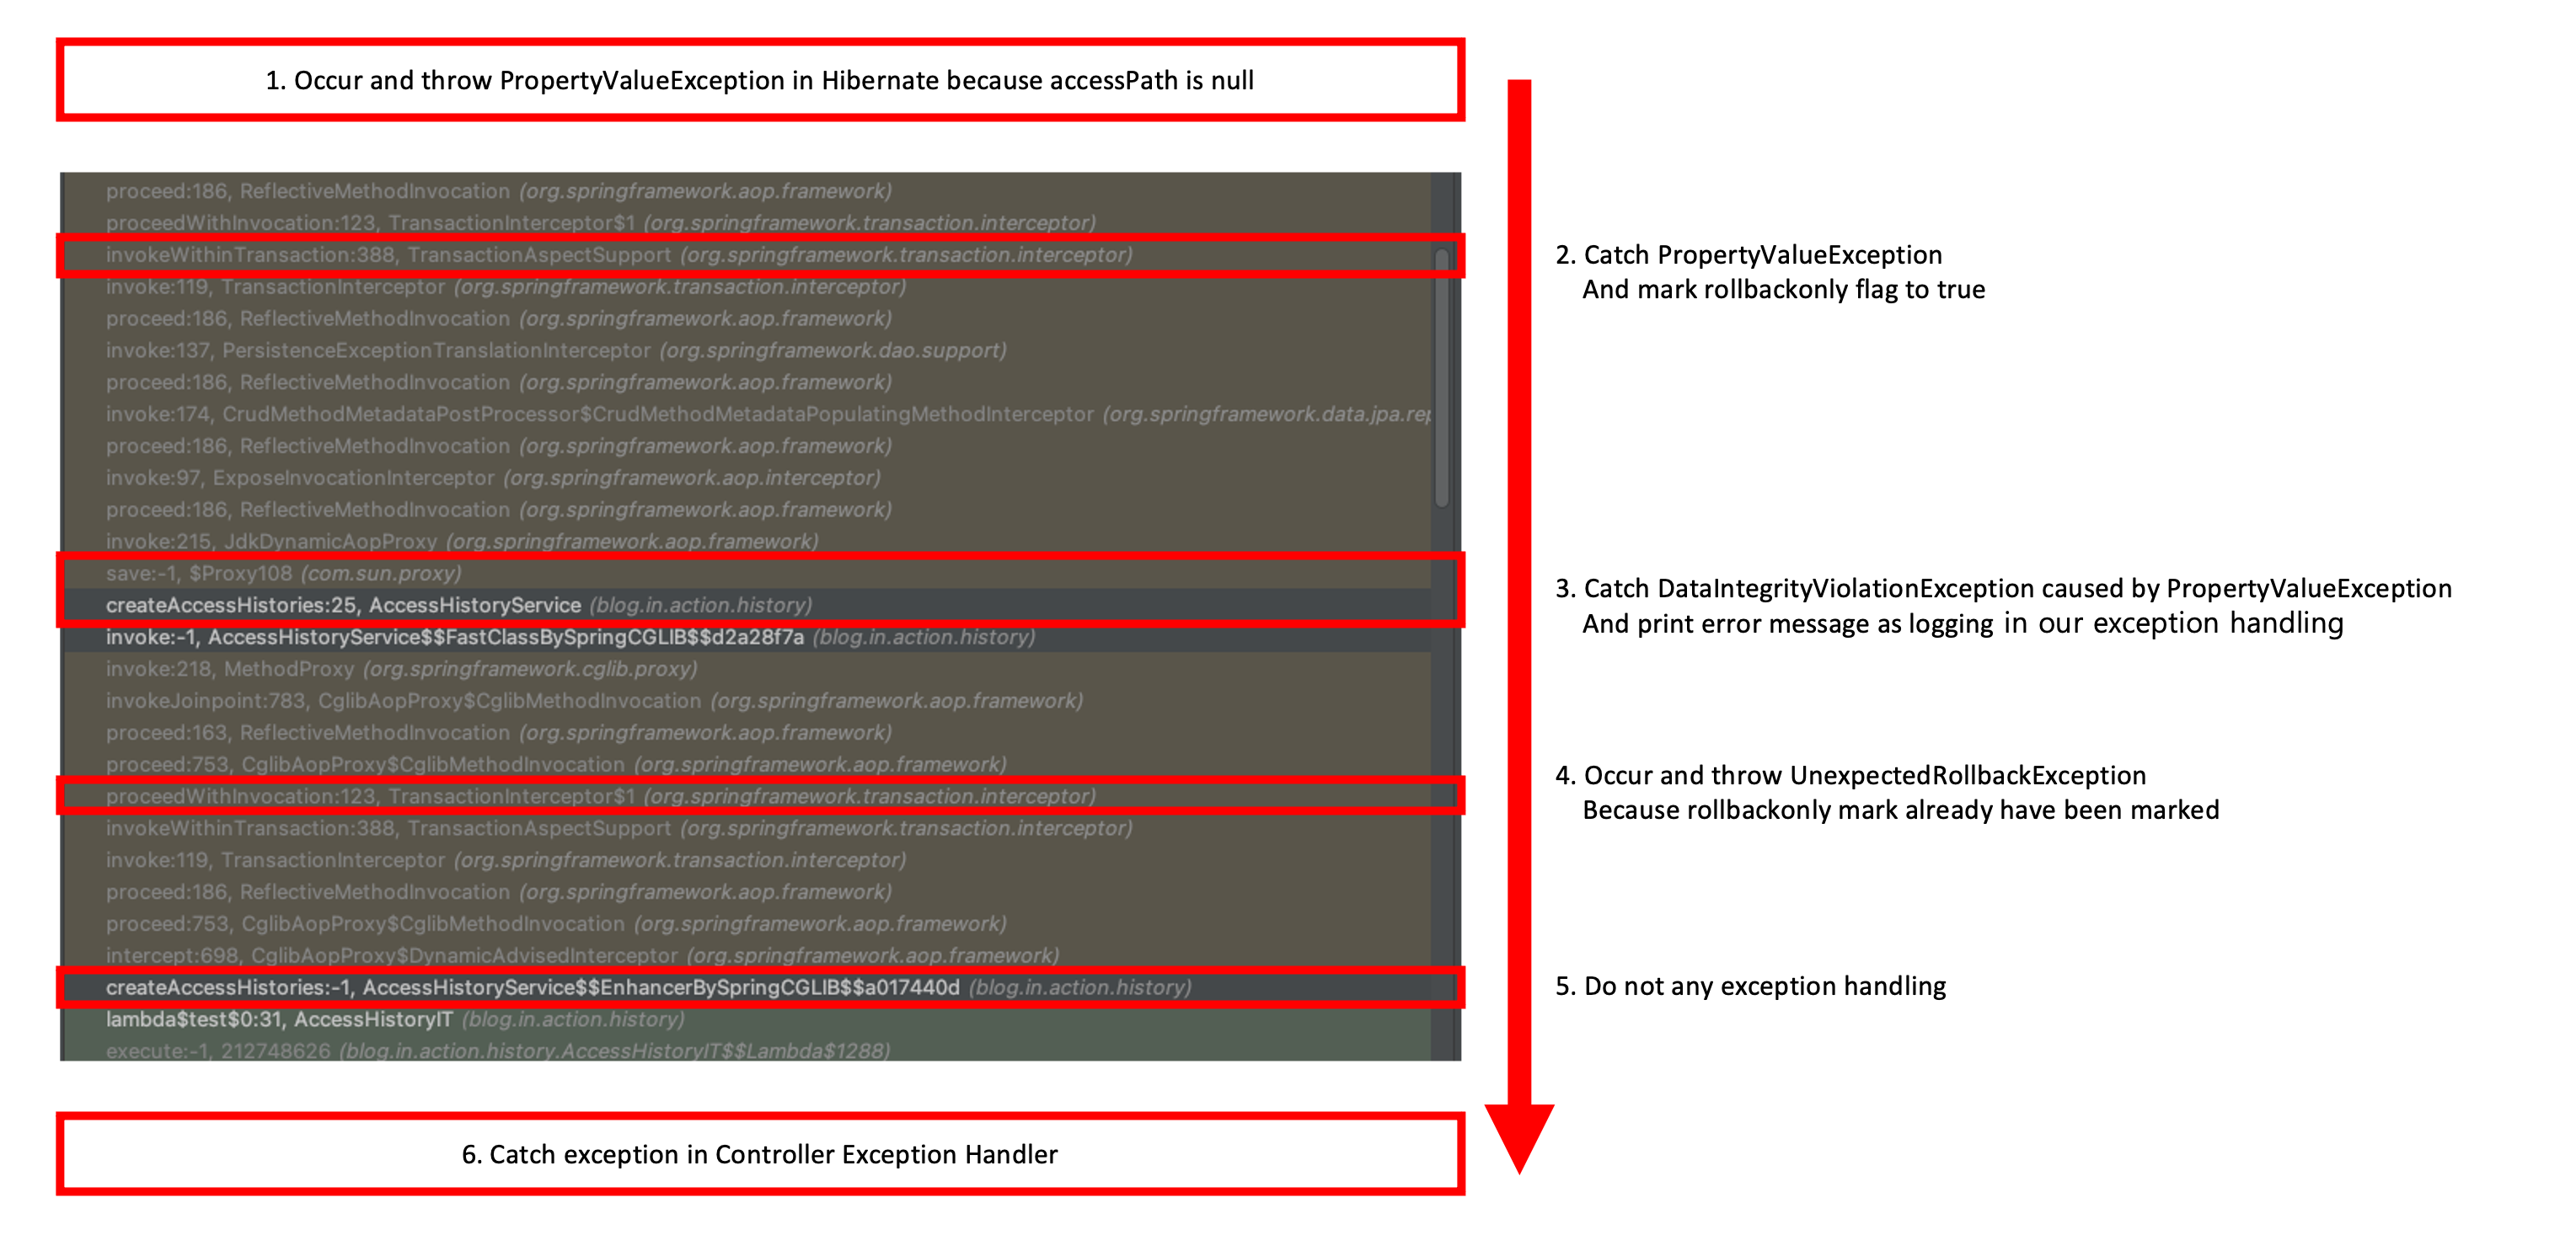 1. Occur and throw PropertyValueException in Hibernate because accessPath is null
proceed:186, ReflectiveMethodInvocation (org.springframework.aop.framework)
proceedWithInvocation:123, TransactionInterceptor$1 (org.springframework.transaction.interceptor)
invokeWithinTransaction:388, TransactionAspectSupport (org.springframework.transaction.interceptor)
invoke:119, TransactionInterceptor (org.springframework.transaction.interceptor)
proceed:186, ReflectiveMethodInvocation (org.springframework.aop.framework)
invoke:137, PersistenceExceptionTranslationInterceptor (org.springframework.dao.support)
proceed:186, ReflectiveMethodInvocation (org.springframework.aop.framework)
invoke:174, CrudMethodMetadataPostProcessor$CrudMethodMetadataPopulatingMethodInterceptor (org.springframework.data.jpa.rep
proceed:186, ReflectiveMethodInvocation (org.springframework.aop.framework)
invoke:97, ExposeInvocationInterceptor (org.springframework.aop.interceptor)
proceed:186, ReflectiveMethodInvocation (org.springframework.aop.framework)
invoke:215, JdkDynamicAopProxy (org.springframework.aop.framework)
save:-1, $Proxy108 (com.sun.proxy)
createAccessHistories:25, AccessHistoryService (blog.in.action.history)
invoke:-1, AccessHistoryService$$FastClassBySpringCGLIB$$d2a28f7a (blog.in.action.history)
invoke:218, MethodProxy (org.springframework.cglib.proxy)
invokeJoinpoint:783, CglibAopProxy$CglibMethodInvocation (org.springframework.aop.framework)
proceed:163, ReflectiveMethodInvocation (org.springframework.aop.framework)
proceed:753, CglibAopProxy$CglibMethodInvocation (org.springframework.aop.framework)
proceedWithInvocation:123, TransactionInterceptor$1 (org.springframework.transaction.interceptor)
invokeWithinTransaction:388, TransactionAspectSupport (org.springframework.transaction.interceptor)
invoke:119, TransactionInterceptor (org.springframework.transaction.interceptor)
proceed:186, ReflectiveMethodInvocation (org.springframework.aop.framework)
proceed:753, CglibAopProxy$CglibMethodInvocation (org.springframework.aop.framework)
intercept:698, CglibAopProxy$DynamicAdvisedInterceptor (org.springframework.aop.framework)
createAccessHistories:-1, AccessHistoryService$$EnhancerBySpringCGLIB$$a017440d (blog.in.action.history)
lambda$test$0:31, AccessHistoryIT (blog.in.action.history)
execute:-1, 212748626 (blog.in.action.history.AccessHistoryIT$$Lambda$1288)
2. Catch PropertyValueException
And mark rollbackonly flag to true
3. Catch DataIntegrityViolationException caused by PropertyValueException
And print error message as logging in our exception handling
4. Occur and throw UnexpectedRollbackException
Because rollbackonly mark already have been marked
5. Do not any exception handling
6. Catch exception in Controller Exception Handler